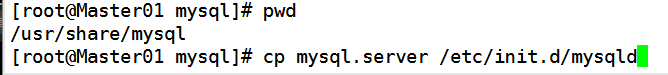 [root@Master01 mysql]# pwd
/usr/share/mysql
[root@Master01 mysql]# cp mysql.server /etc/init.d/mysqld